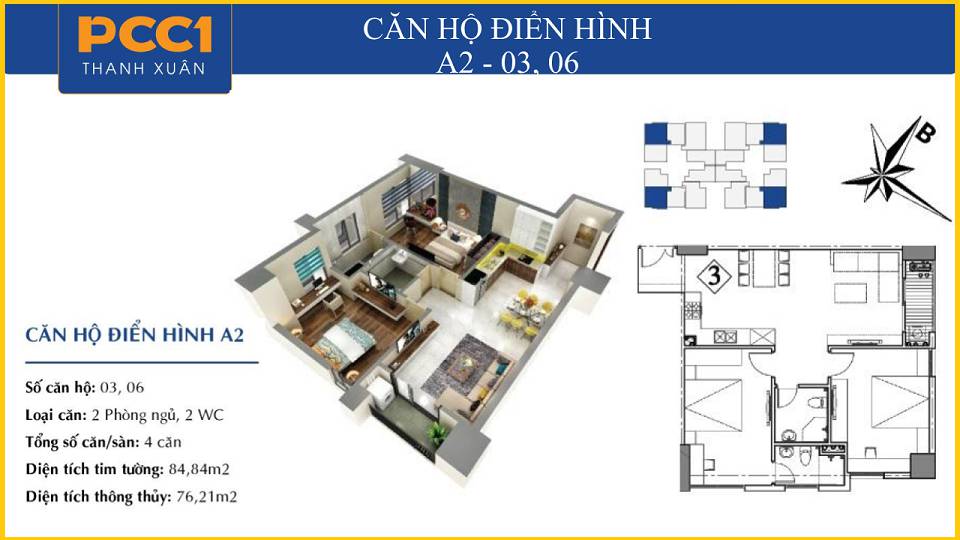 PCC1
THANH XUÂN
CĂN HỘ ĐIỂN HÌNH
A2 - 03, 06
B
3
CĂN HỘ ĐIỂN HÌNH A2
Số căn hộ: 03, 06
Loại căn: 2 Phòng ngủ, 2 WC
Tổng số căn/sàn: 4 căn
Diện tích tim tường: 84,84m2
Diện tích thông thủy: 76,21m2